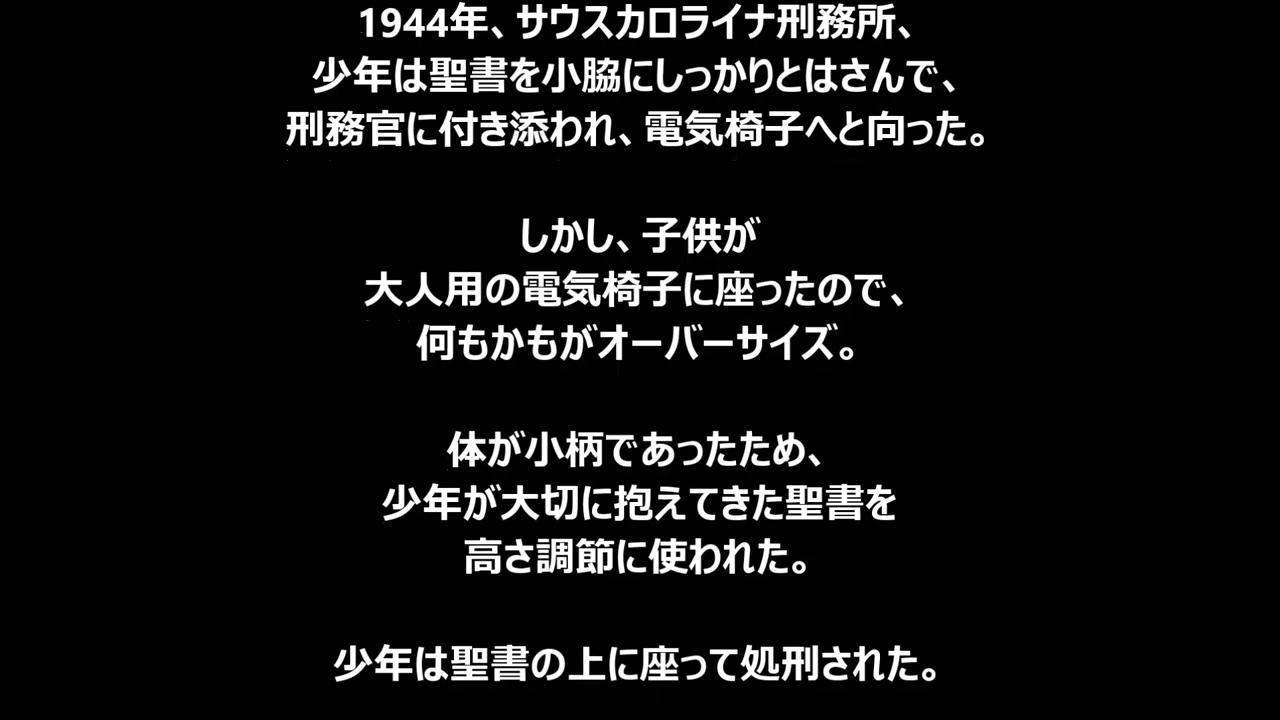 1944年、サウスカロライナ刑務所、
少年は聖書を小脇にしっかりとはさんで、
刑務官に付き添われ、電気椅子へと向った。
しかし、子供が
大人用の電気椅子に座ったので、
何もかもがオーバーサイズ。
体が小柄であったため、
少年が大切に抱えてきた聖書を
高さ調節に使われた。
少年は聖書の上に座って処刑された。